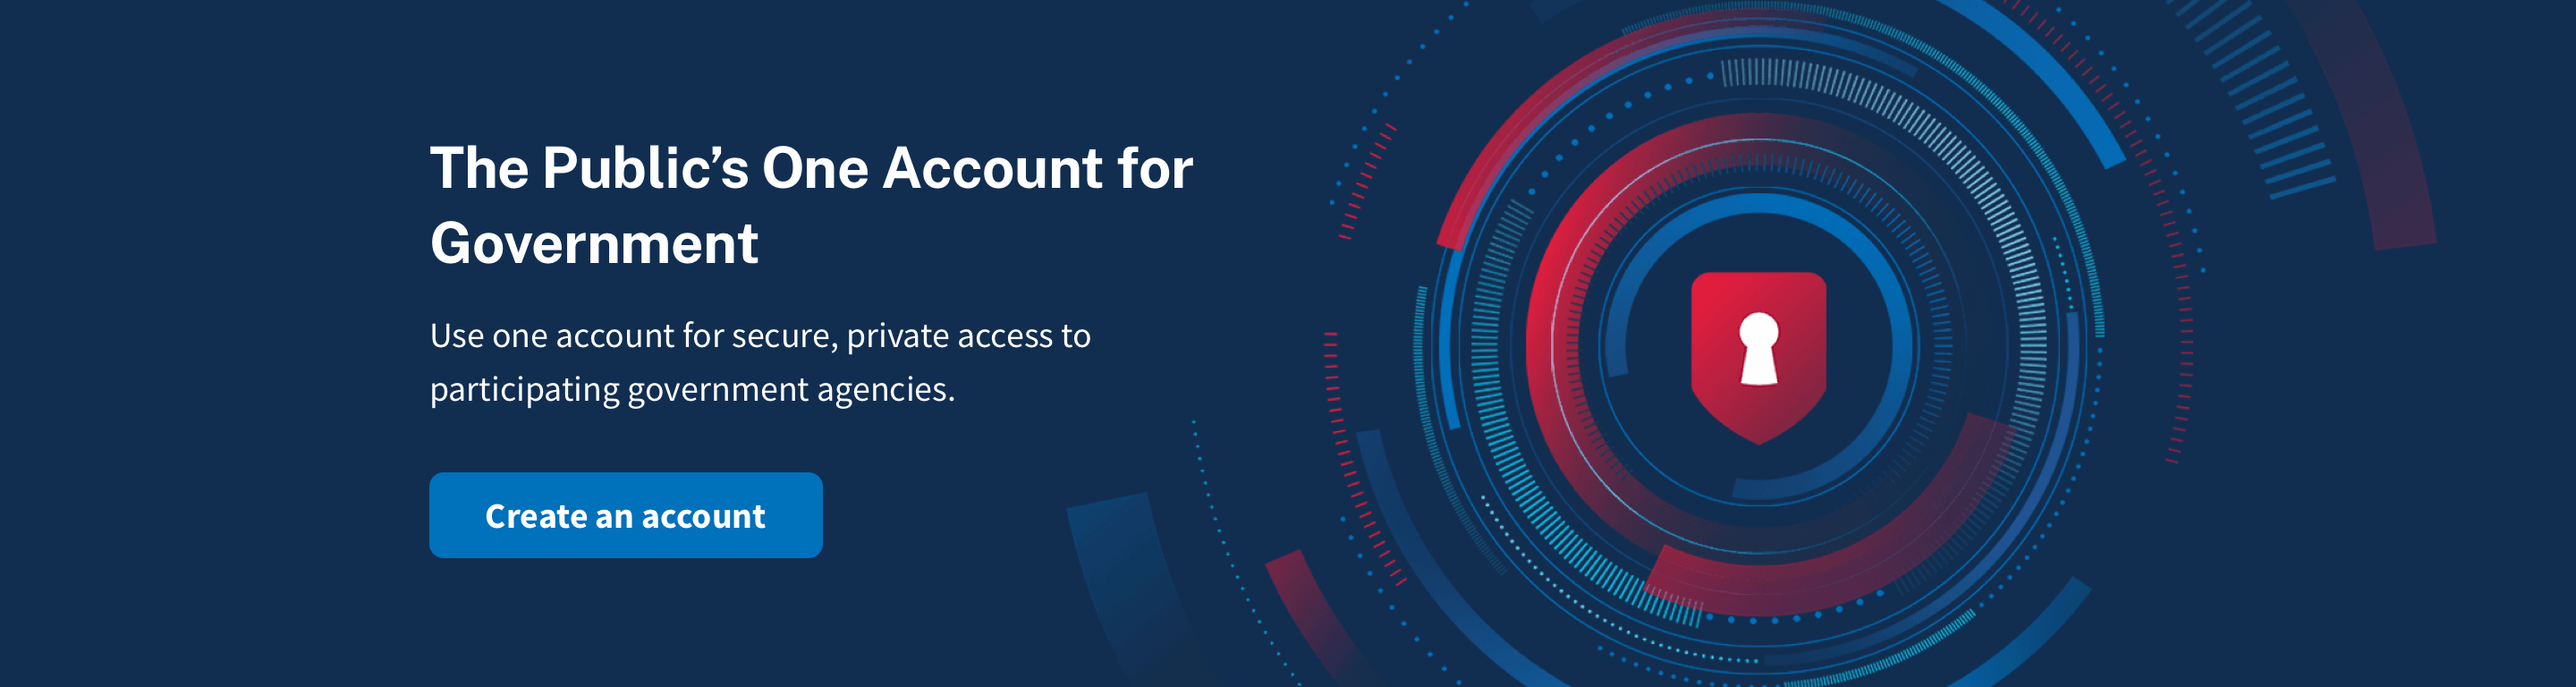 The Public’s One Account for
Government
Use one account for secure, private access to
participating government agencies.
Create an account